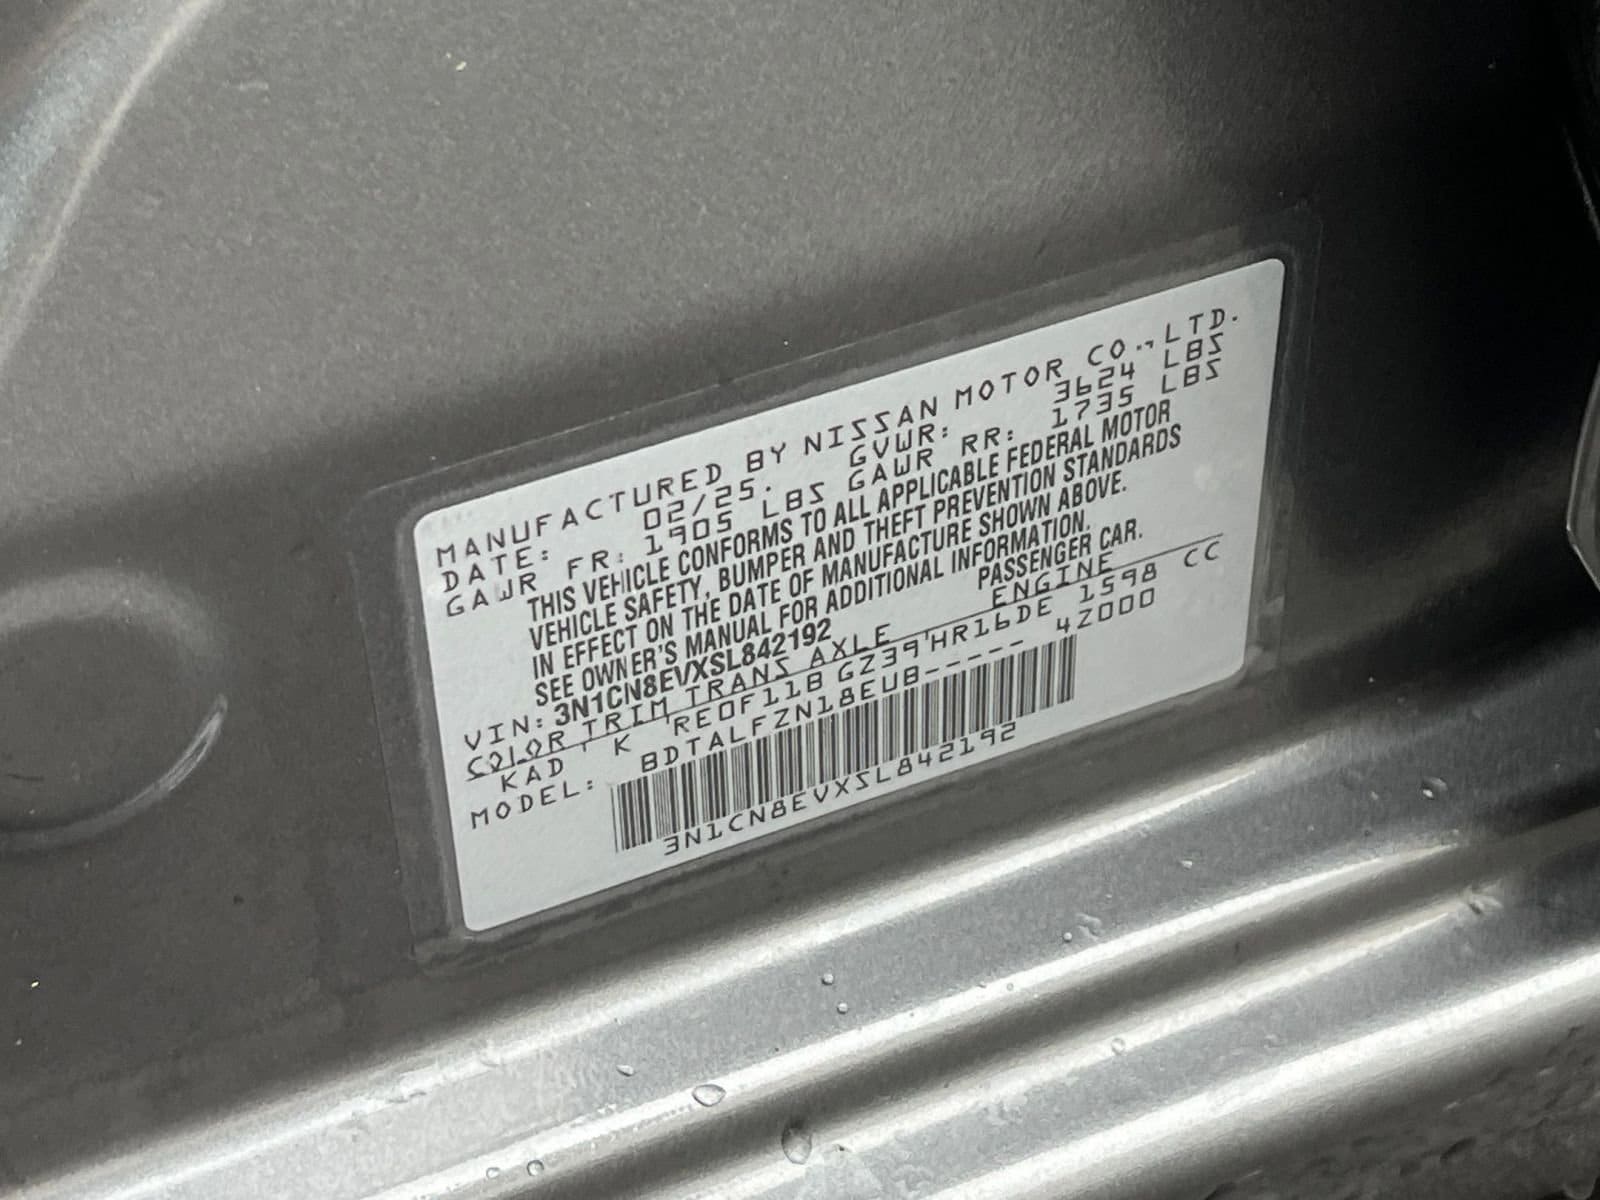 MANUFACTURED BY NISSAN MOTOR CO.,LTD.
DATE: 02/25. GVWR: 3624 LBS
GAWR FR: 1905 LBS GAWR RR: 1735 LBS
THIS VEHICLE CONFORMS TO ALL APPLICABLE FEDERAL MOTOR
VEHICLE SAFETY, BUMPER AND THEFT PREVENTION STANDARDS
IN EFFECT ON THE DATE OF MANUFACTURE SHOWN ABOVE.
SEE OWNER'S MANUAL FOR ADDITIONAL INFORMATION.
VIN: 3N1CN8EVXSL842192 PASSENGER CAR.
COLOR TRIM TRANS AXLE ENGINE
KAD K RE0F11B GZ39 HR16DE 1598 CC
MODEL: BDTALFZN18EUB----- 4Z000
3N1CN8EVXSL842192